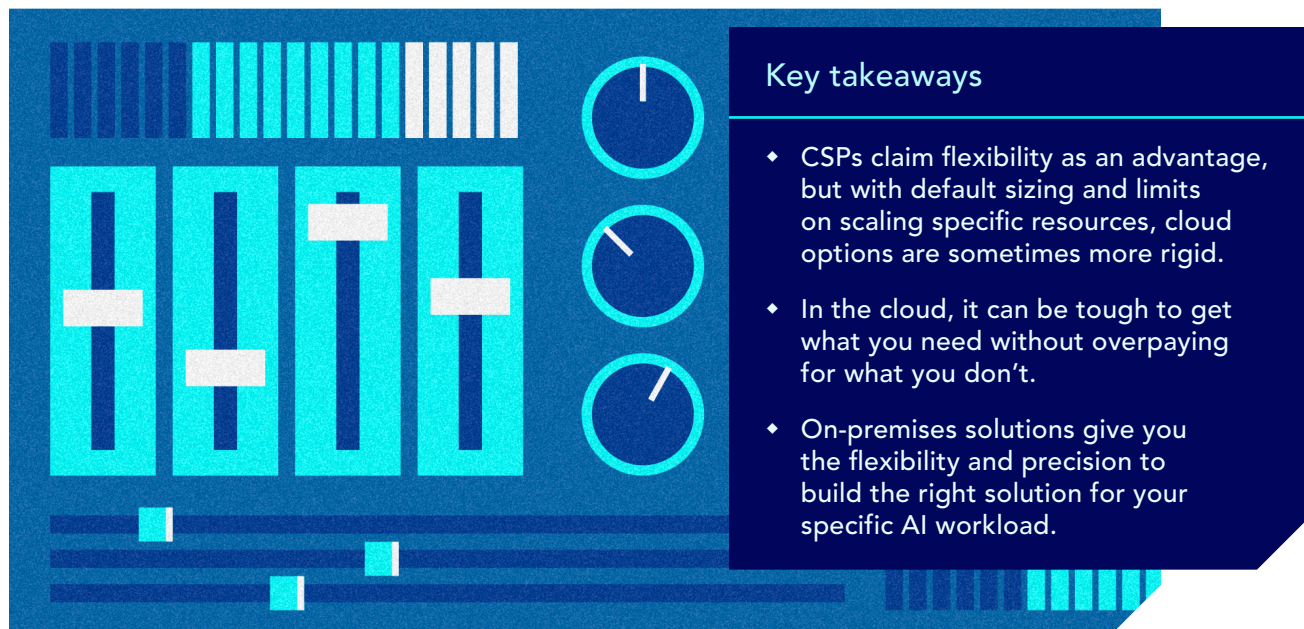 Key takeaways
◆ CSPs claim flexibility as an advantage,
but with default sizing and limits
on scaling specific resources, cloud
options are sometimes more rigid.
◆ In the cloud, it can be tough to get
what you need without overpaying
for what you don’t.
◆ On-premises solutions give you
the flexibility and precision to
build the right solution for your
specific AI workload.